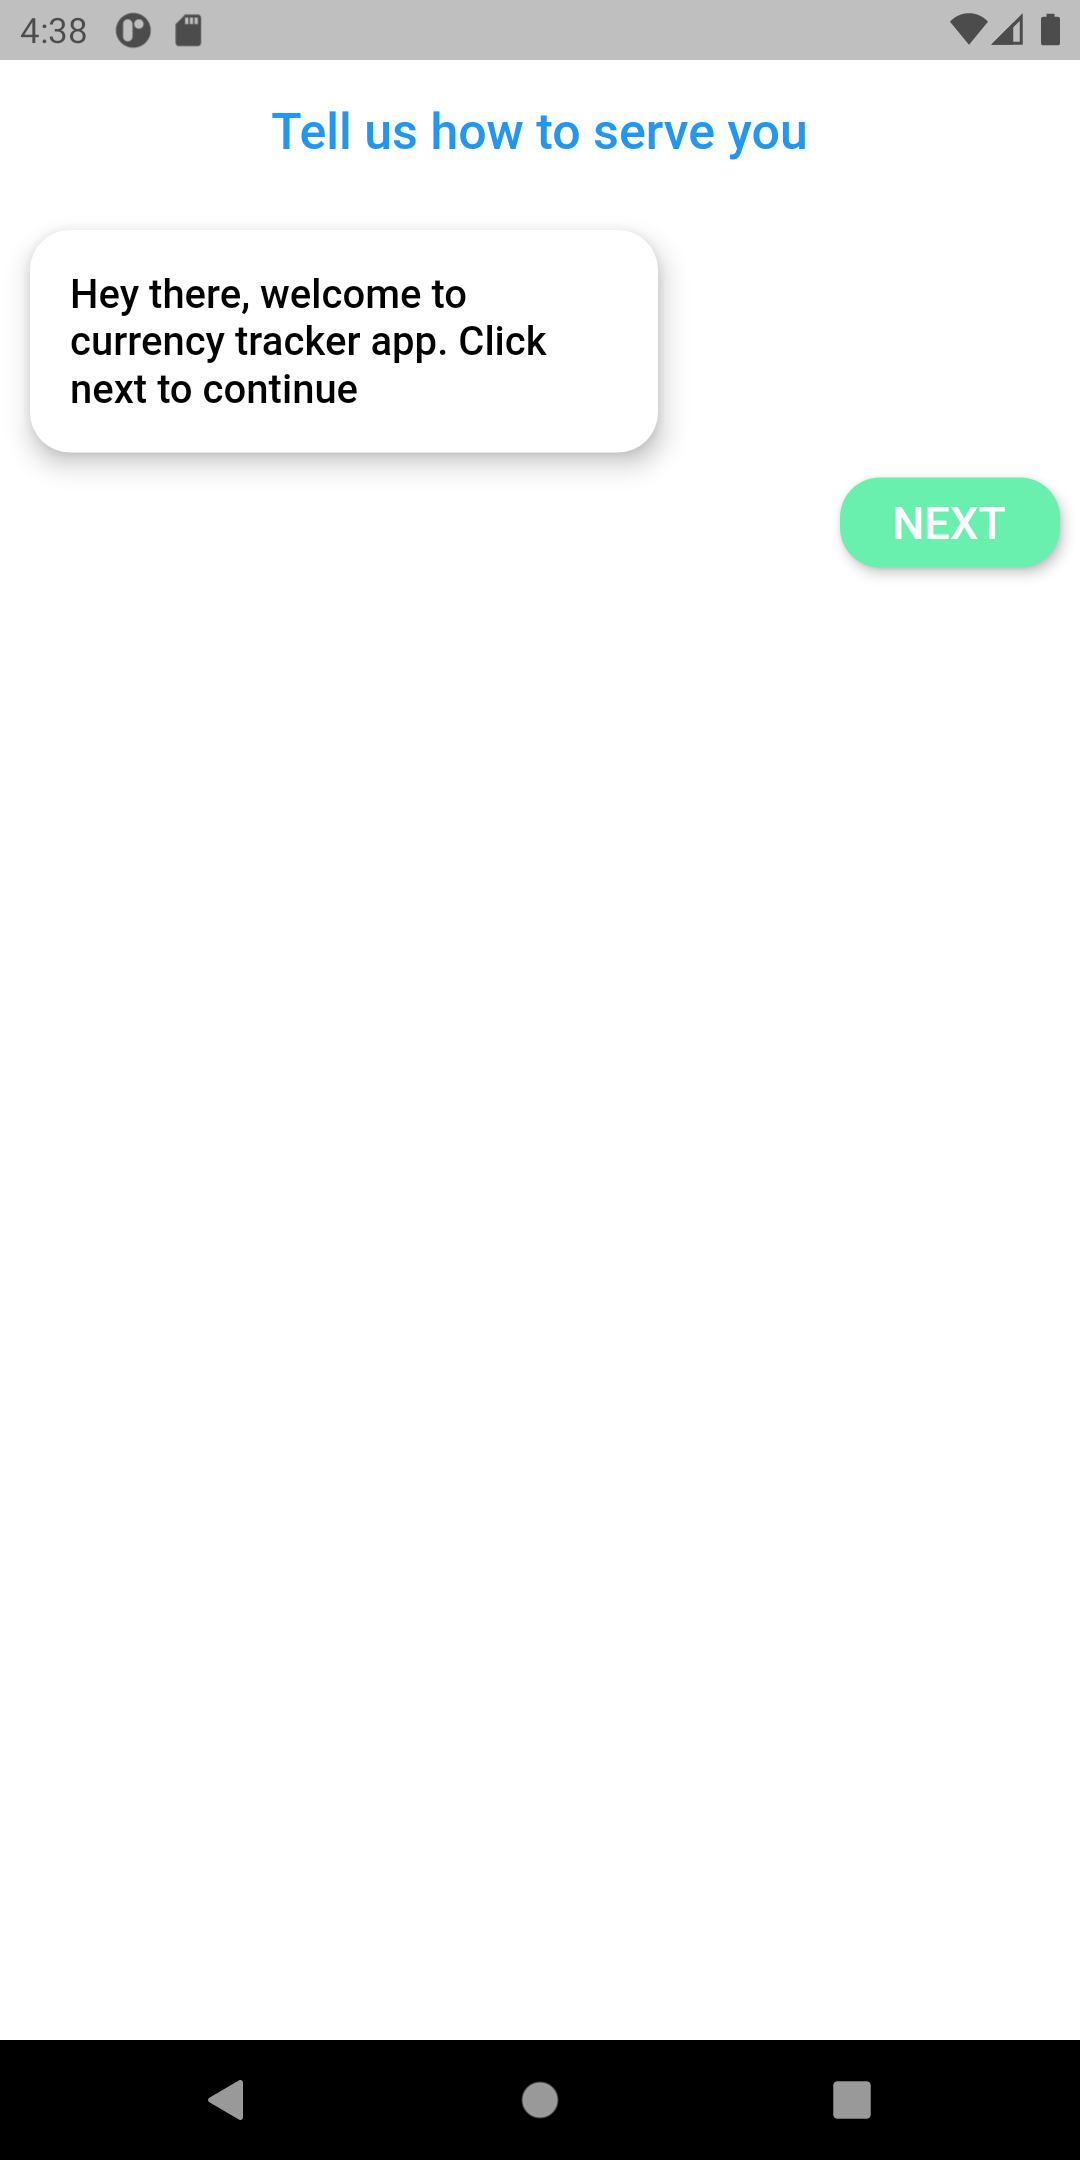 4:38
Tell us how to serve you
Hey there, welcome to
currency tracker app. Click
next to continue
NEXT